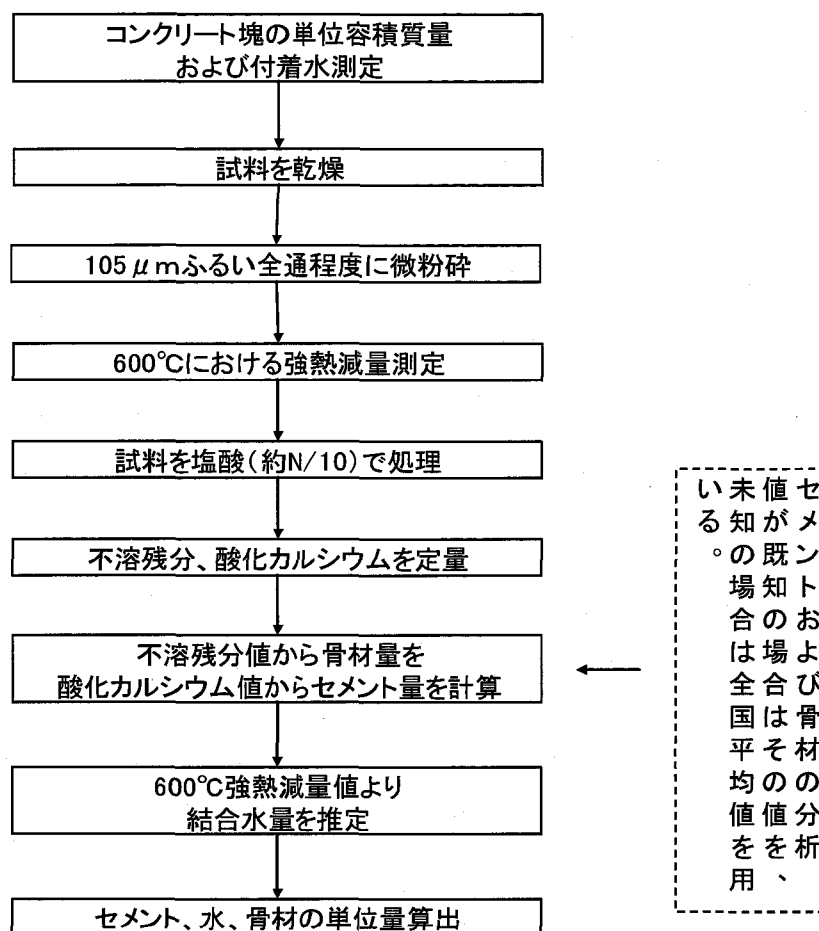 コンクリート塊の単位容積質量
および付着水測定
試料を乾燥
105μmふるい全通程度に微粉砕
600℃における強熱減量測定
試料を塩酸(約N/10)で処理
不溶残分、酸化カルシウムを定量
不溶残分値から骨材量を
酸化カルシウム値からセメント量を計算
600℃強熱減量値より
結合水量を推定
セメント、水、骨材の単位量算出
セメントおよび骨材の分析
値が既知の場合はその値を、
未知の場合は全国平均値を用
いる。